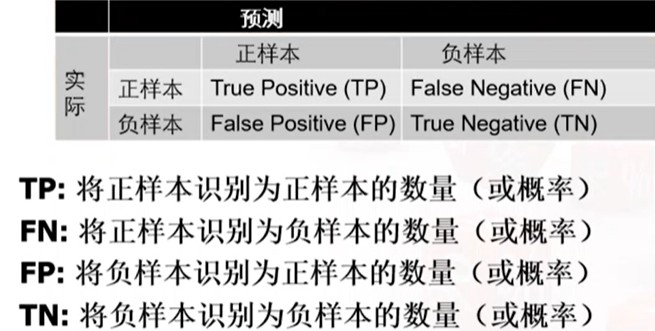 预测
正样本 负样本
实际
正样本 True Positive (TP) False Negative (FN)
负样本 False Positive (FP) True Negative (TN)
TP: 将正样本识别为正样本的数量（或概率）
FN: 将正样本识别为负样本的数量（或概率）
FP: 将负样本识别为正样本的数量（或概率）
TN: 将负样本识别为负样本的数量（或概率）